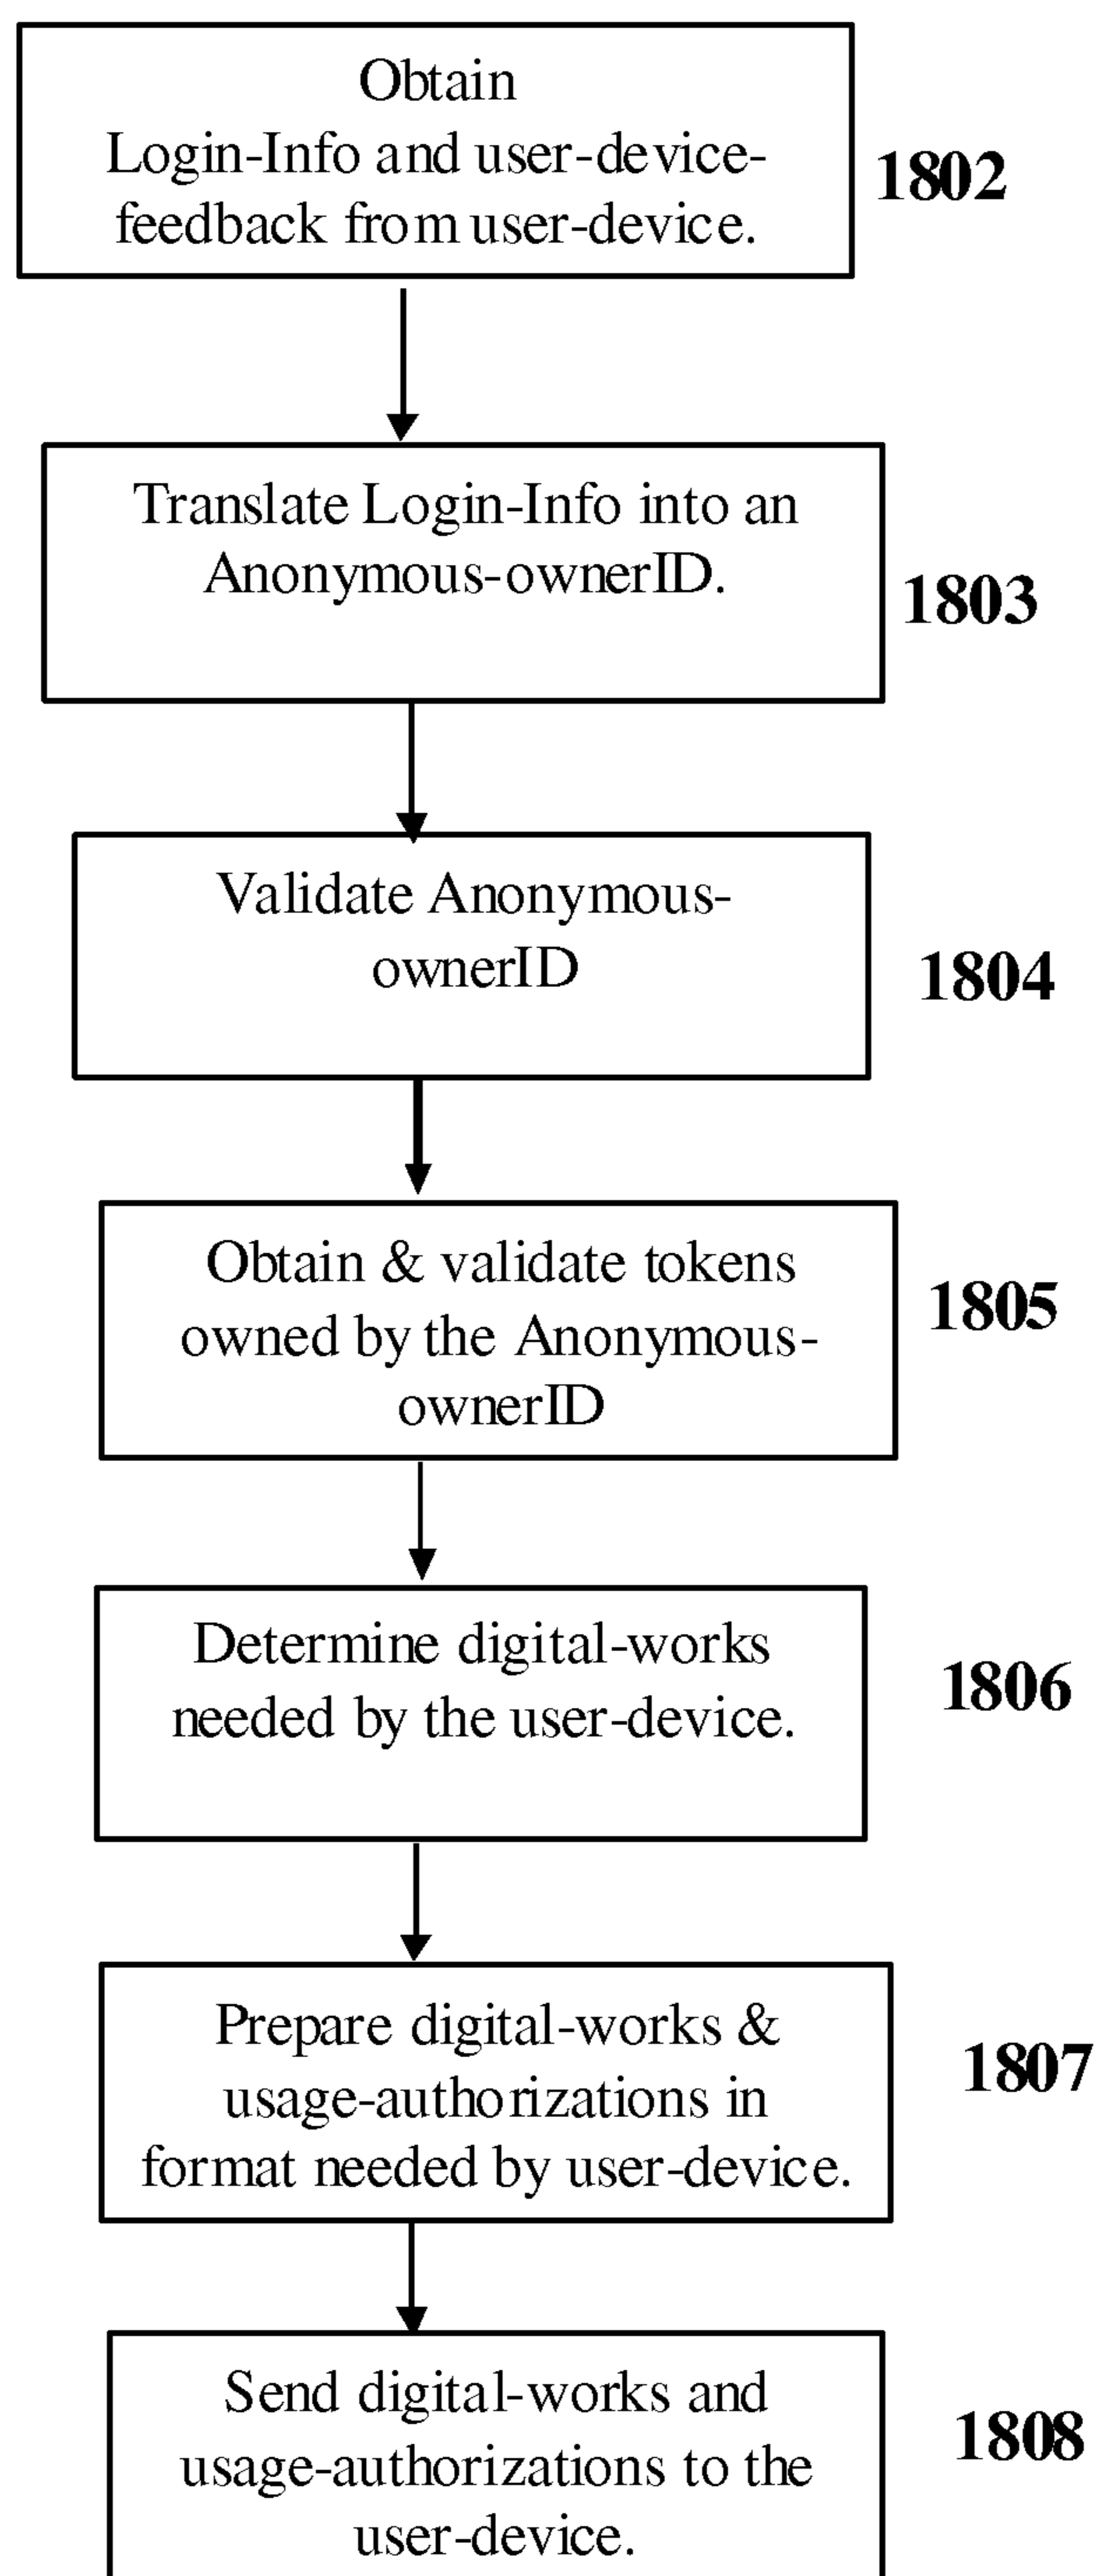 Obtain
Login-Info and user-device-
feedback from user-device.
1802
Translate Login-Info into an
Anonymous-ownerID.
1803
Validate Anonymous-
ownerID
1804
Obtain & validate tokens
owned by the Anonymous-
ownerID
1805
Determine digital-works
needed by the user-device.
1806
Prepare digital-works &
usage-authorizations in
format needed by user-device.
1807
Send digital-works and
usage-authorizations to the
user-device.
1808